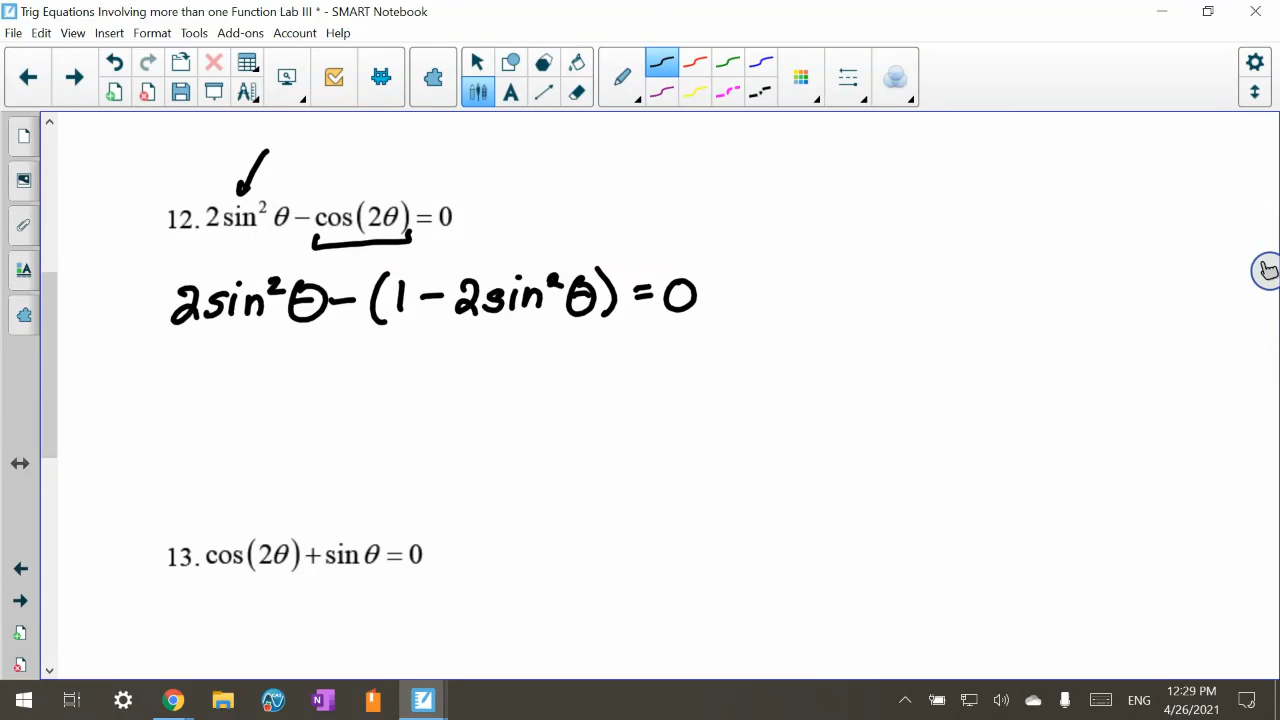 Trig Equations Involving more than one Function Lab III * - SMART Notebook
File Edit View Insert Format Tools Add-ons Account Help
12. 2 sin² θ − cos(2θ) = 0
2sin²θ − (1 − 2sin²θ) = 0
13. cos(2θ) + sin θ = 0
ENG
12:29 PM
4/26/2021